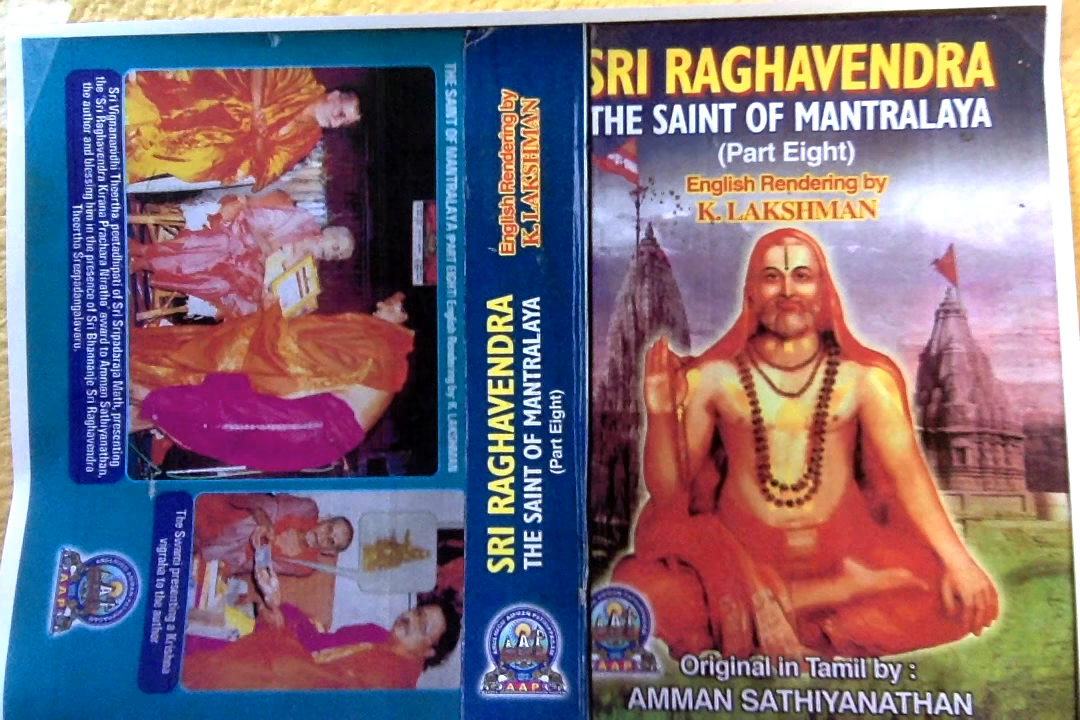 SRI RAGHAVENDRA
THE SAINT OF MANTRALAYA
(Part Eight)
English Rendering by
K. LAKSHMAN
Original in Tamil by :
AMMAN SATHIYANATHAN
English Rendering by
K. LAKSHMAN
SRI RAGHAVENDRA
THE SAINT OF MANTRALAYA
(Part Eight)
AAP
THE SAINT OF MANTRALAYA (PART EIGHT) English Rendering by K. LAKSHMAN
Sri Vignananidhi Theertha, peetadhipati of Sri Sripadaraja Math, presenting
the 'Sri Raghavendra Kirana Prachara Niratha' award to Amman Sathiyanathan,
the author and blessing him in the presence of Sri Bhannanje Sri Raghavendra
Theertha Sreepadangalavaru.
The Swami presenting a Krishna
vigraha to the author
AAP